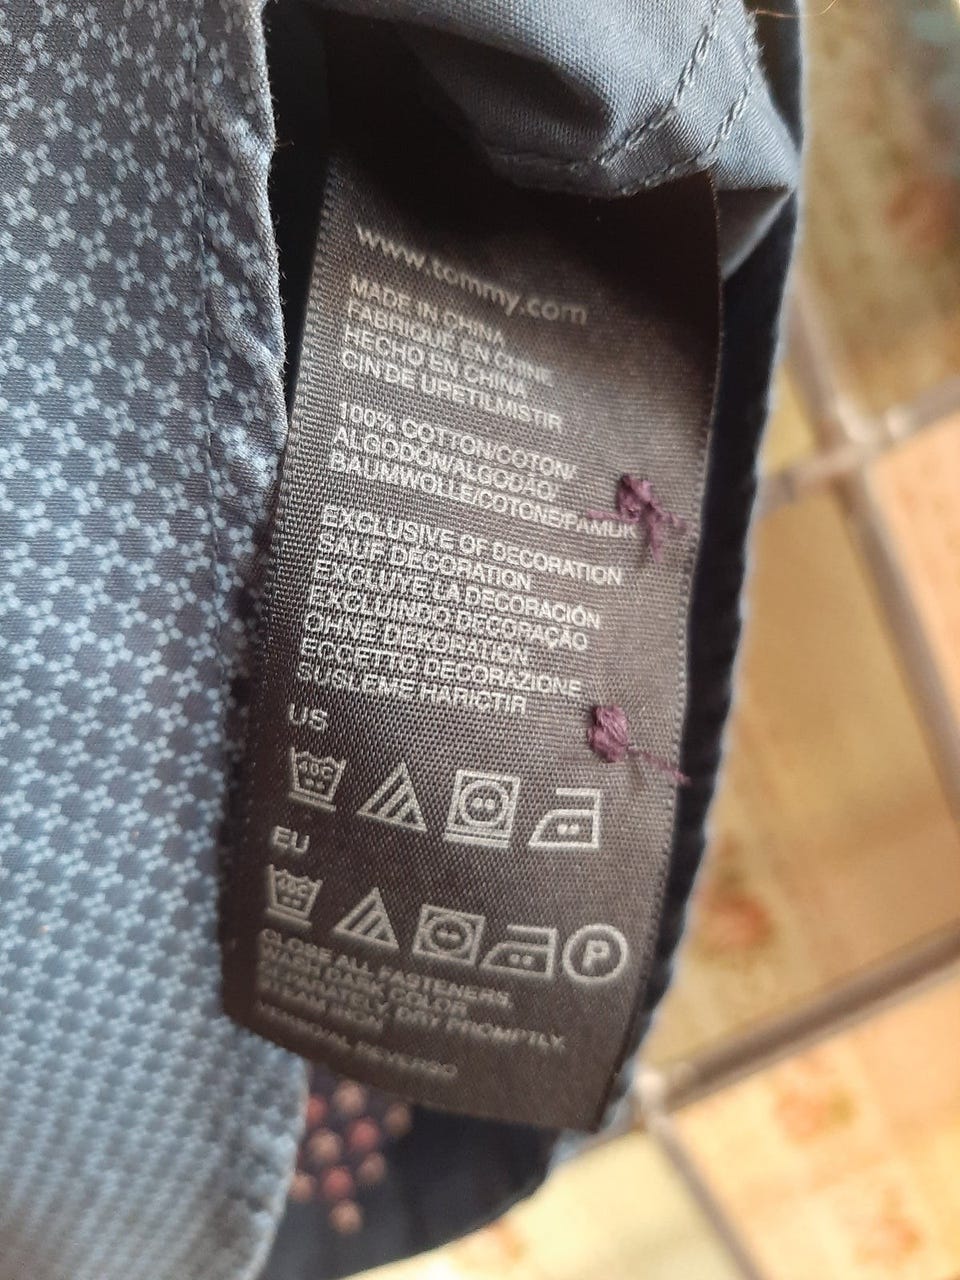 www.tommy.com
MADE IN CHINA
FABRIQUE EN CHINE
HECHO EN CHINA
CIN DE URETILMISTIR
100% COTTON/COTON/
ALGODÓN/ALGODÃO/
BAUMWOLLE/COTONE/PAMUK
EXCLUSIVE OF DECORATION
SAUF DÉCORATION
EXCLUYE LA DECORACIÓN
EXCLUINDO DECORAÇÃO
OHNE DEKORATION
ECCETTO DECORAZIONE
SUSLEME HARICTIR
US
EU
P
CLOSE ALL FASTENERS
WASH DARK COLOR
SEPARATELY, DRY PROMPTLY.
STEAM IRON
REVERSO